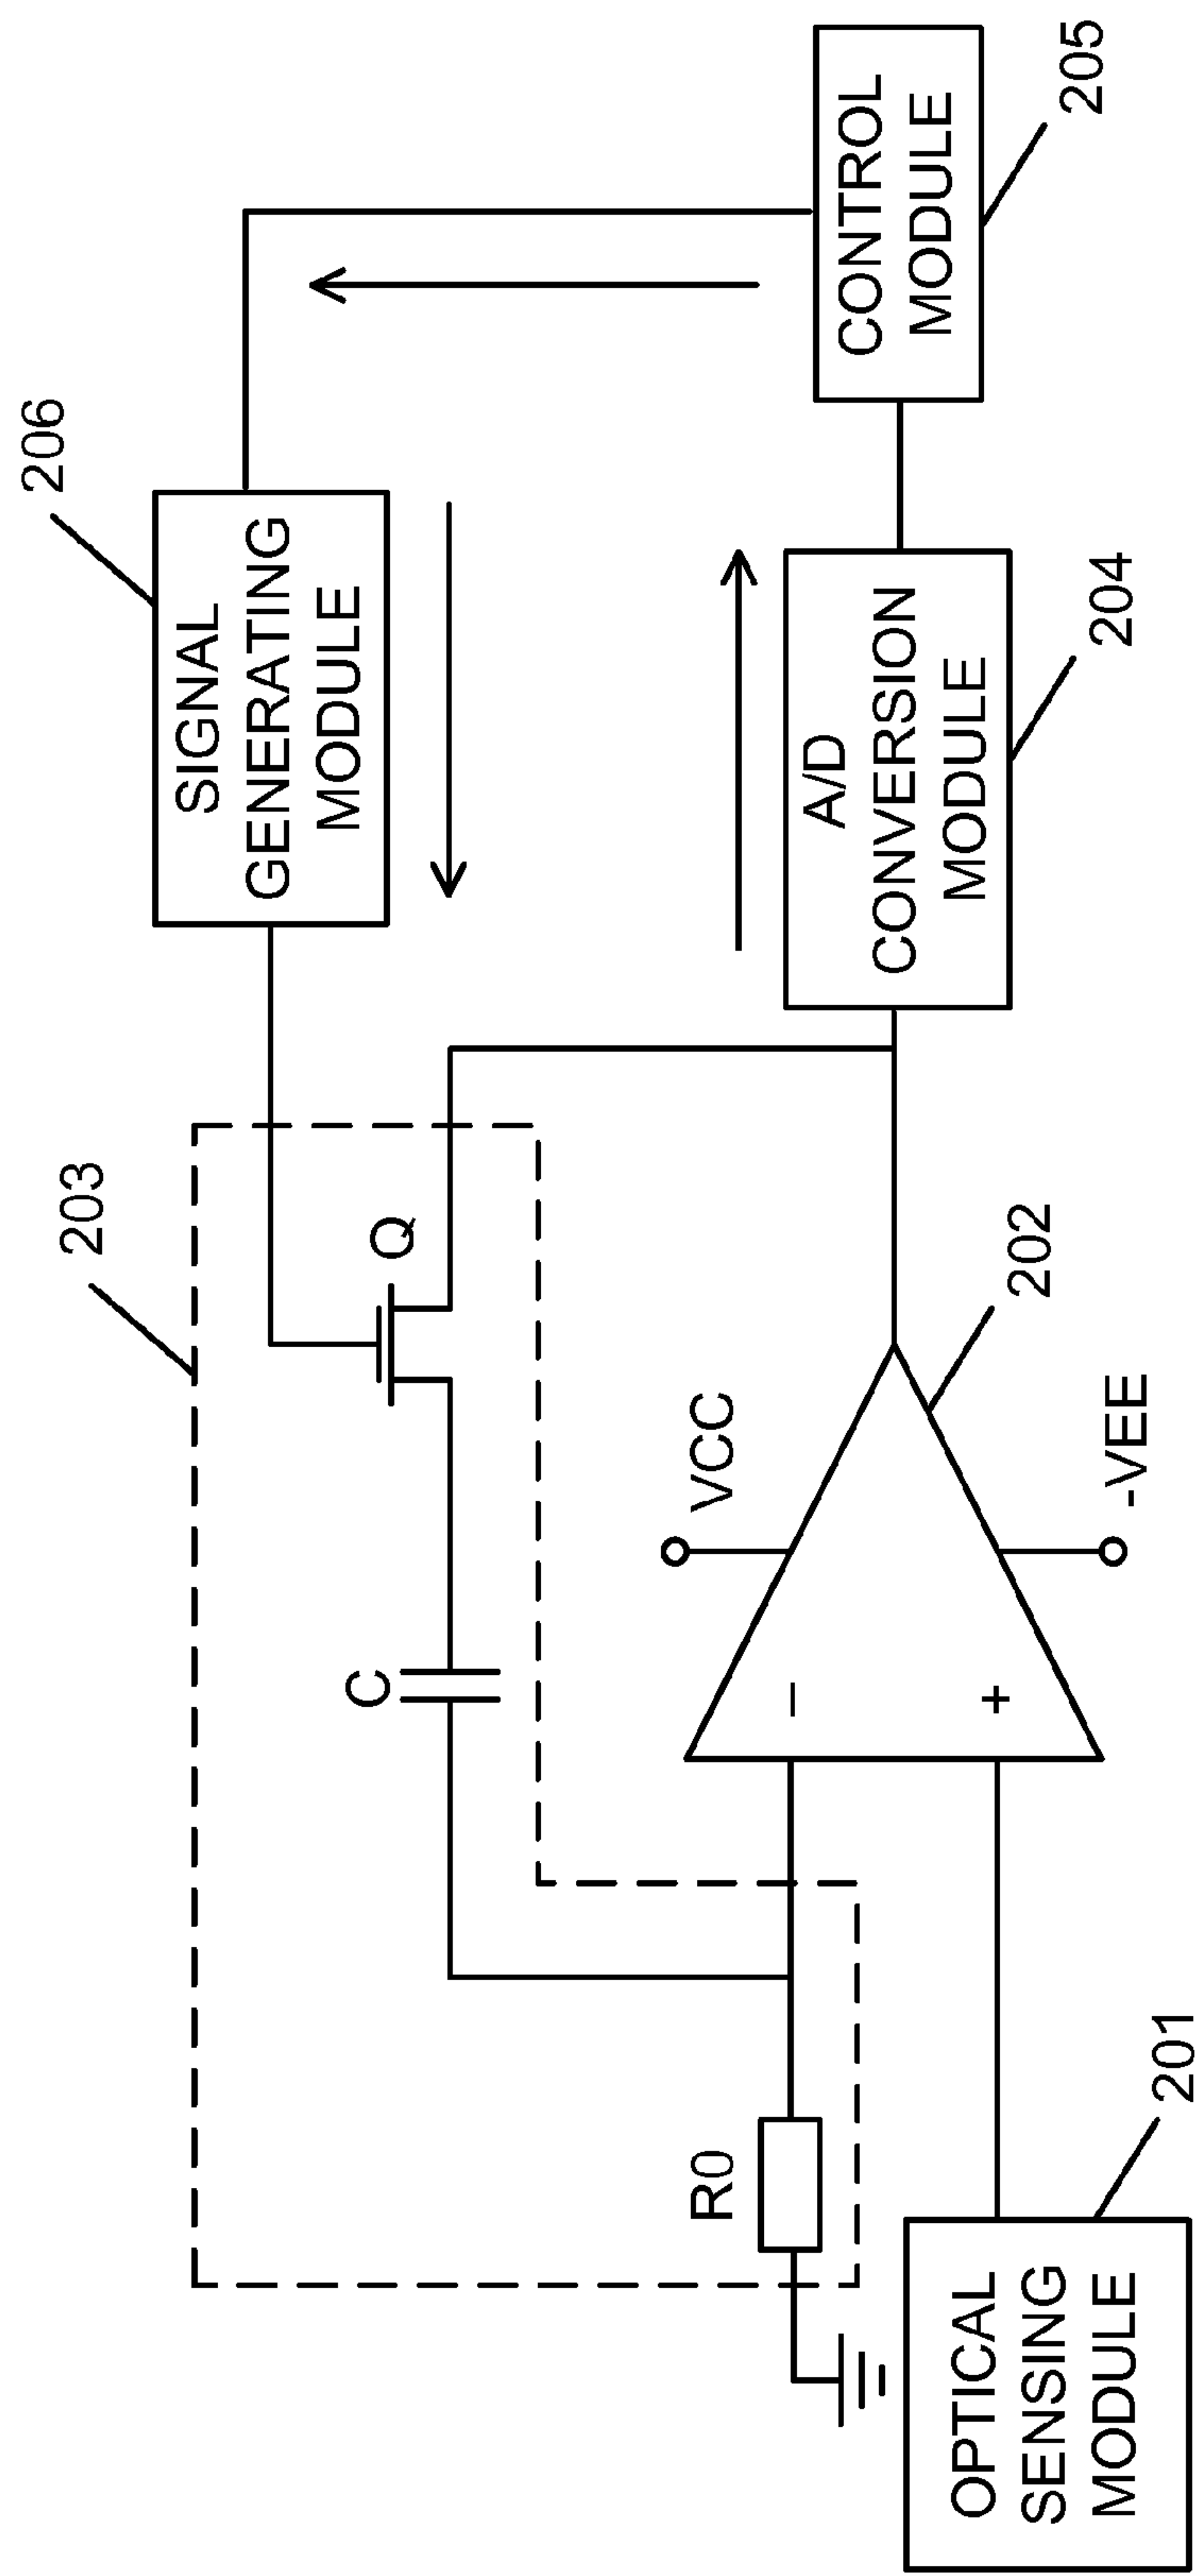 206
SIGNAL
GENERATING
MODULE
203
Q
C
CONTROL
MODULE
205
A/D
CONVERSION
MODULE
204
VCC
–
+
202
-VEE
R0
OPTICAL
SENSING
MODULE
201